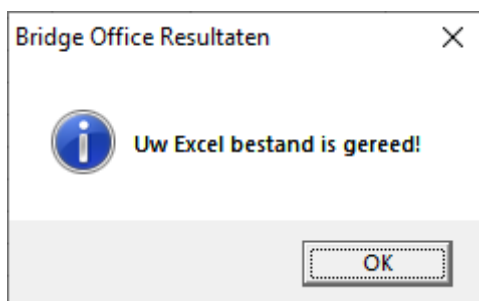 Bridge Office Resultaten
Uw Excel bestand is gereed!
OK